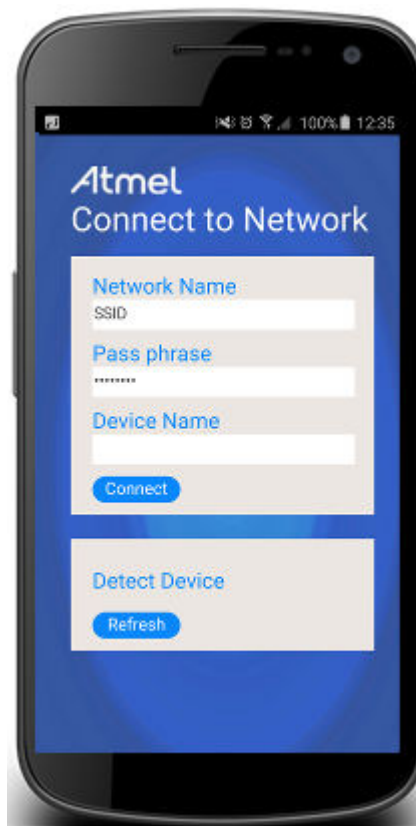 100% 12:35
Atmel
Connect to Network
Network Name
SSID
Pass phrase
••••••••
Device Name
Connect
Detect Device
Refresh